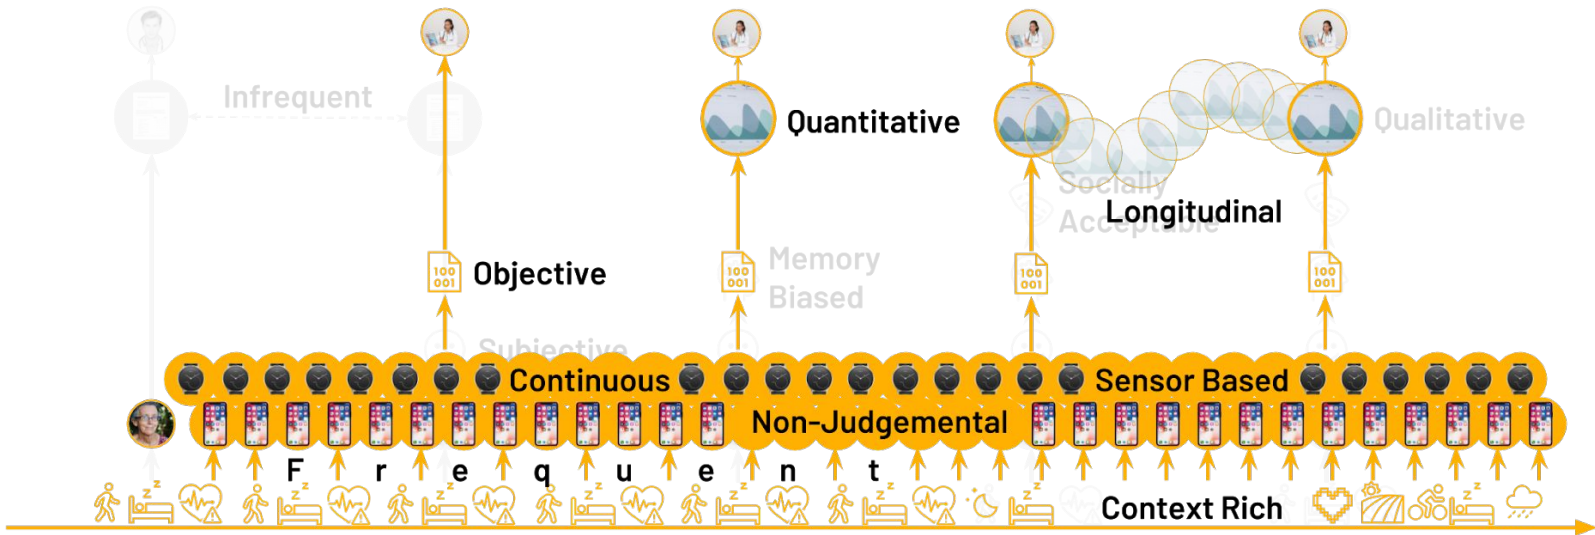 Infrequent
Quantitative
Qualitative
Socially
Acceptable
Longitudinal
Memory
Biased
100
001
Objective
100
001
100
001
100
001
Subjective
Continuous
Sensor Based
Non-Judgemental
F r e q u e n t
z z
z z
z z
z z
z z
z z
z z
z z
Context Rich